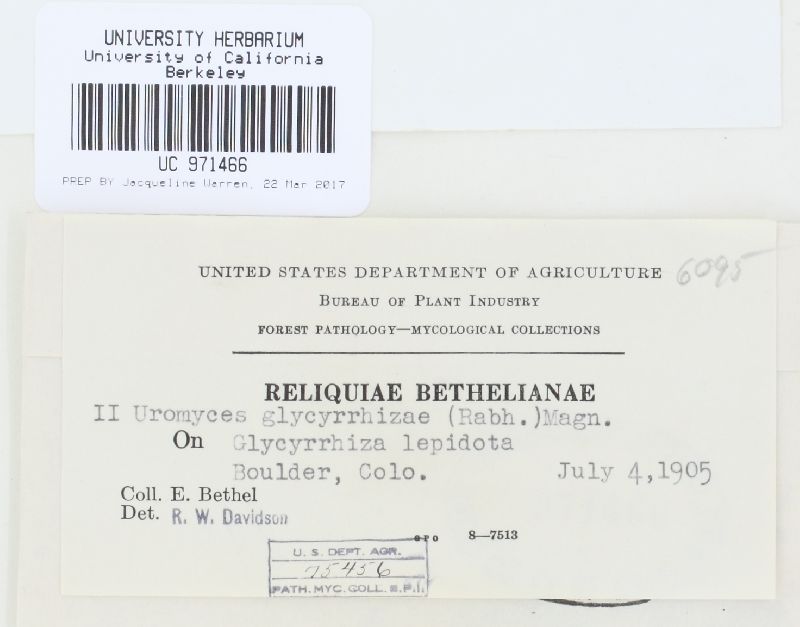 UNIVERSITY HERBARIUM
University of California
Berkeley
UC 971466
PREP BY Jacqueline Warren, 22 Mar 2017
UNITED STATES DEPARTMENT OF AGRICULTURE 6095
BUREAU OF PLANT INDUSTRY
FOREST PATHOLOGY—MYCOLOGICAL COLLECTIONS
RELIQUIAE BETHELIANAE
II Uromyces glycyrrhizae (Rabh.)Magn.
On Glycyrrhiza lepidota
Boulder, Colo. July 4,1905
Coll. E. Bethel
Det. R. W. Davidson
GPO 8—7513
U. S. DEPT. AGR.
75456
PATH. MYC. COLL. B.P.I.